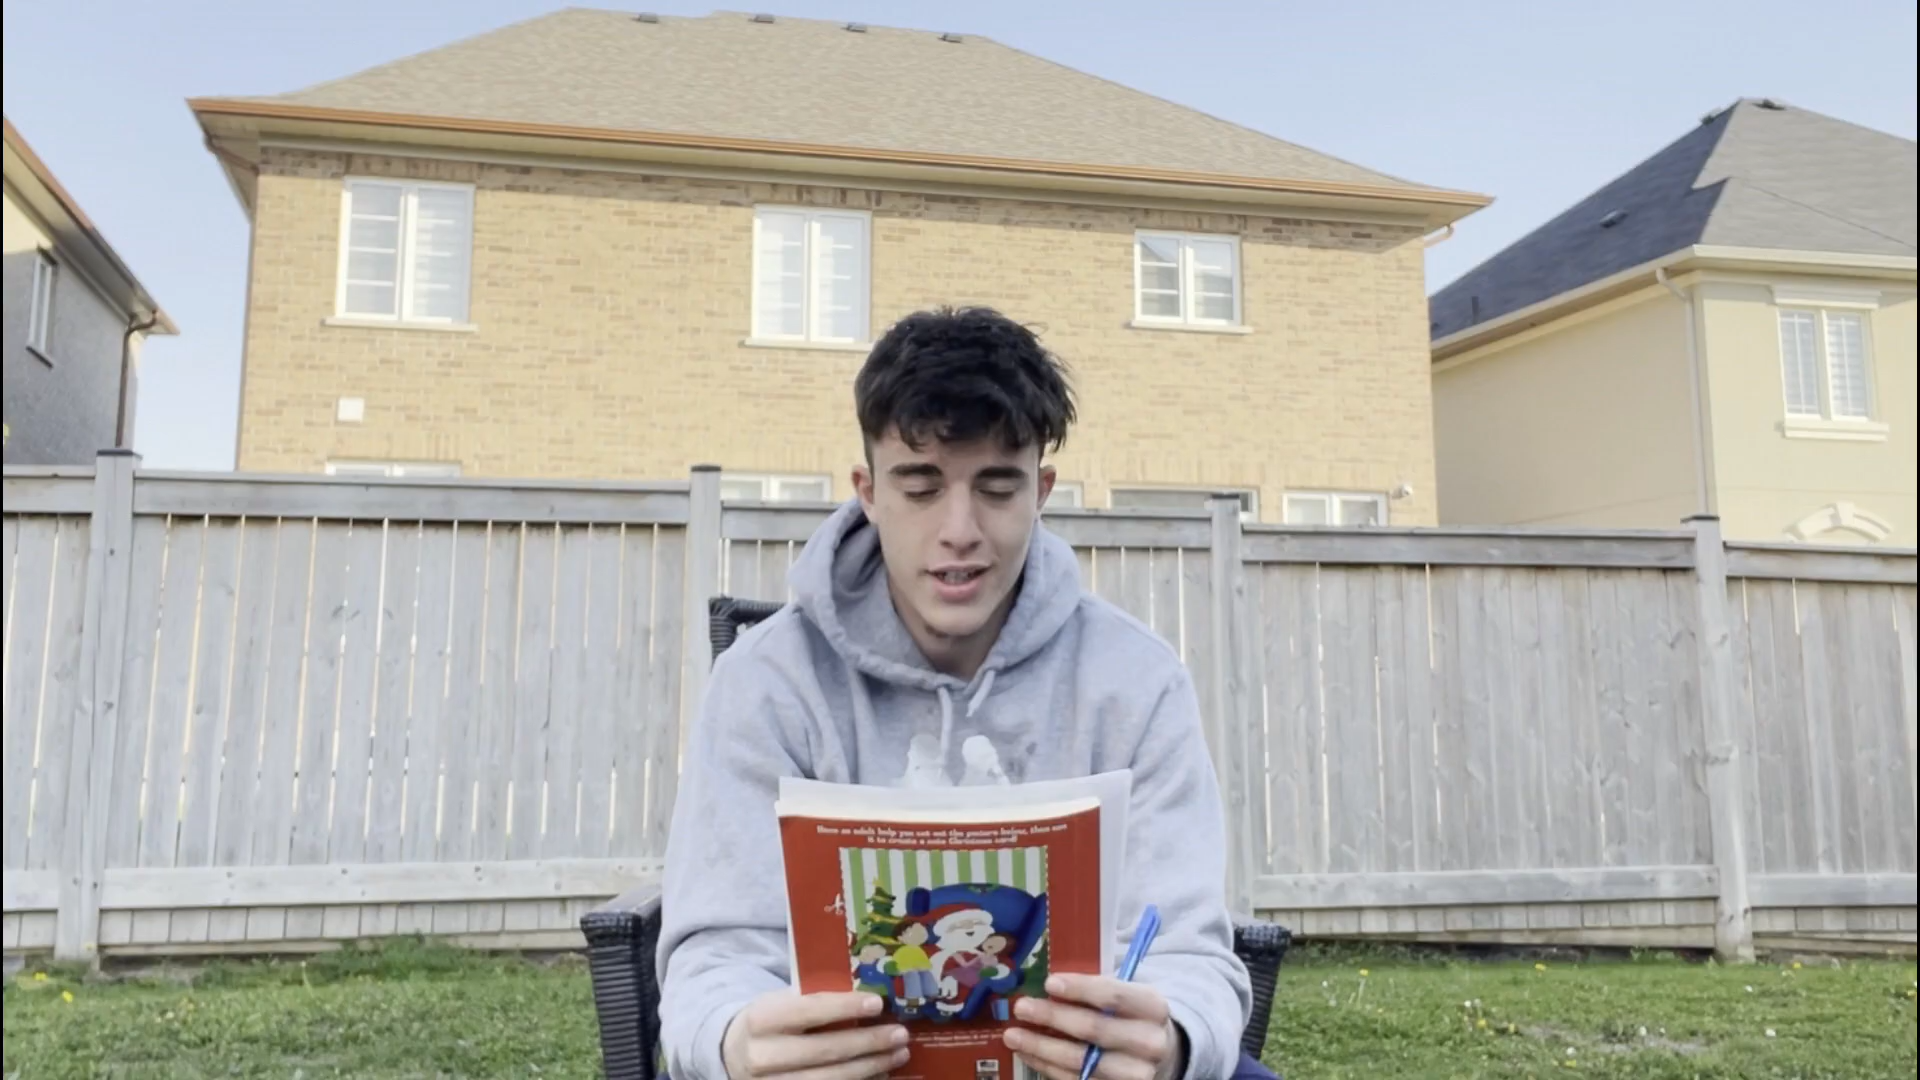 Have an adult help you cut out the picture below, then use
it to create a cute Christmas card!